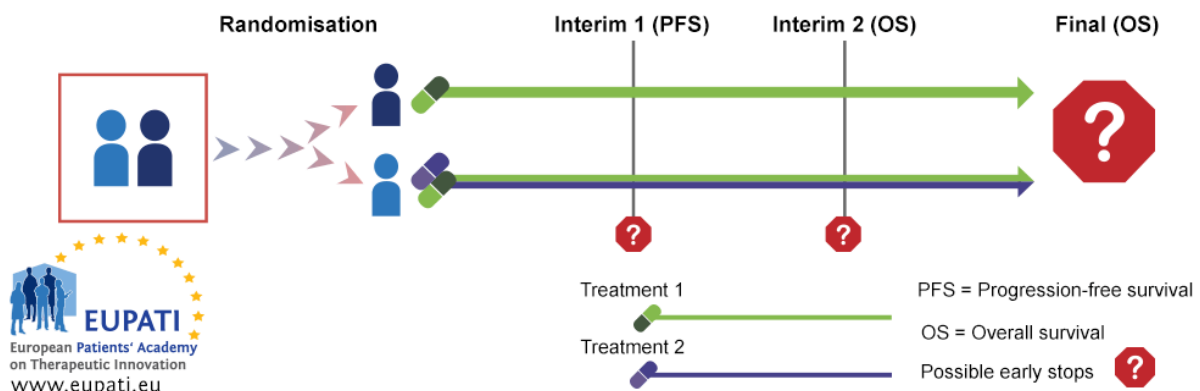 Randomisation
Interim 1 (PFS)
Interim 2 (OS)
Final (OS)
?
?
?
EUPATI
European Patients' Academy
on Therapeutic Innovation
www.eupati.eu
Treatment 1
Treatment 2
PFS = Progression-free survival
OS = Overall survival
Possible early stops ?